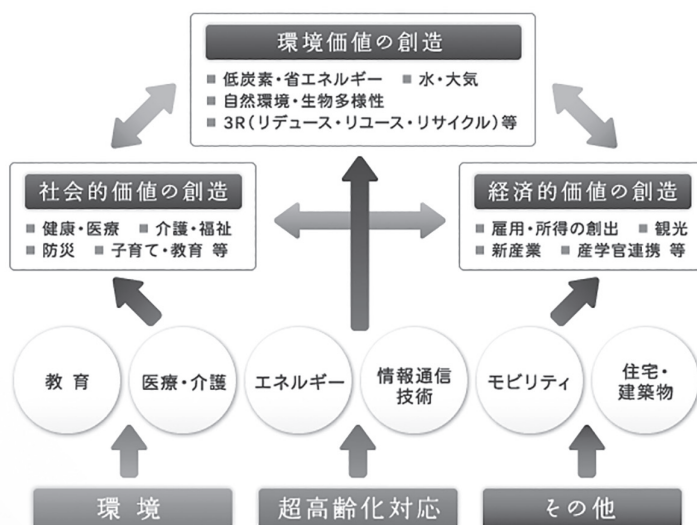 環境価値の創造
■ 低炭素・省エネルギー ■ 水・大気
■ 自然環境・生物多様性
■ 3R(リデュース・リユース・リサイクル)等
社会的価値の創造
■ 健康・医療 ■ 介護・福祉
■ 防災 ■ 子育て・教育 等
経済的価値の創造
■ 雇用・所得の創出 ■ 観光
■ 新産業 ■ 産学官連携 等
教育
医療・介護
エネルギー
情報通信
技術
モビリティ
住宅・
建築物
環境
超高齢化対応
その他